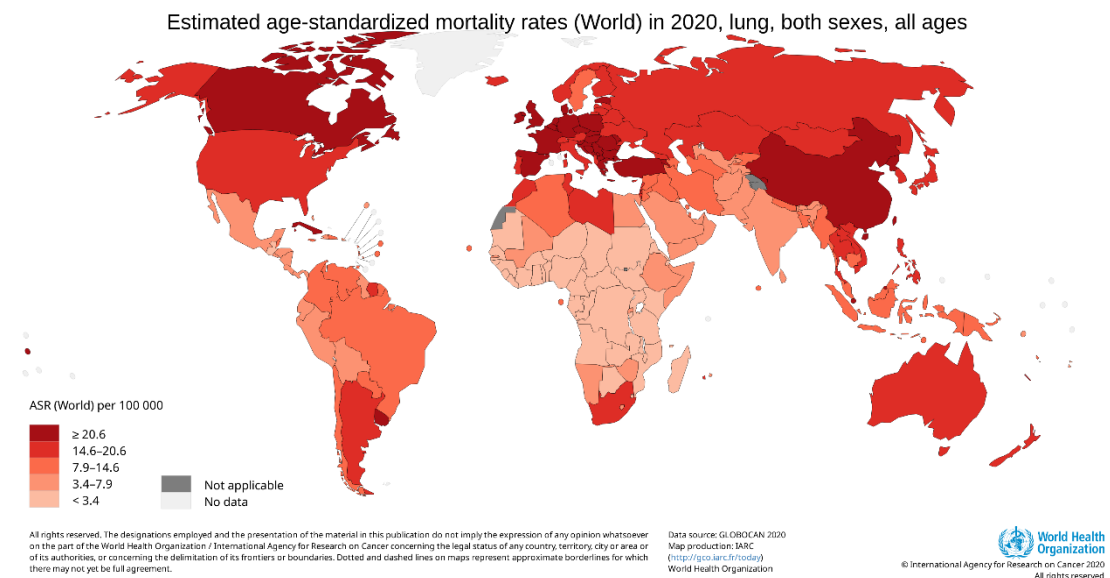 Estimated age-standardized mortality rates (World) in 2020, lung, both sexes, all ages
ASR (World) per 100 000
≥ 20.6
14.6–20.6
7.9–14.6
3.4–7.9
< 3.4
Not applicable
No data
All rights reserved. The designations employed and the presentation of the material in this publication do not imply the expression of any opinion whatsoever
on the part of the World Health Organization / International Agency for Research on Cancer concerning the legal status of any country, territory, city or area or
of its authorities, or concerning the delimitation of its frontiers or boundaries. Dotted and dashed lines on maps represent approximate borderlines for which
there may not yet be full agreement.
Data source: GLOBOCAN 2020
Map production: IARC
(http://gco.iarc.fr/today)
World Health Organization
World Health
Organization
© International Agency for Research on Cancer 2020
All rights reserved